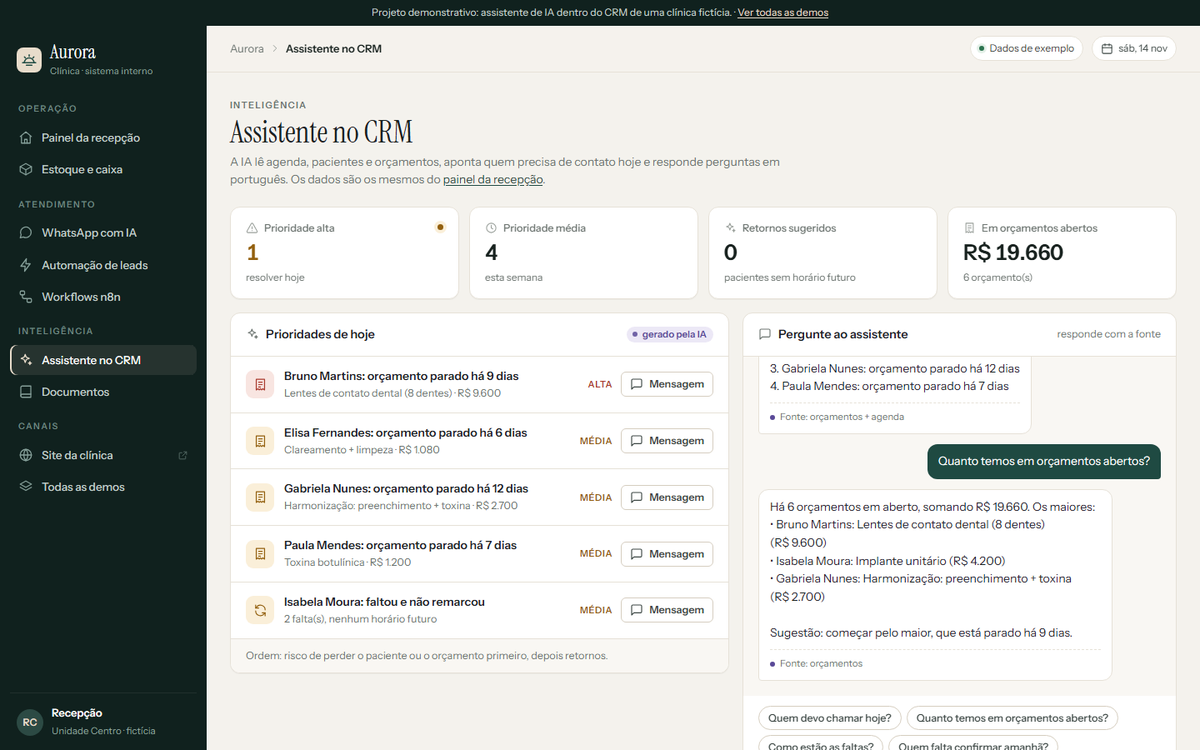 Projeto demonstrativo: assistente de IA dentro do CRM de uma clínica fictícia. · Ver todas as demos
Aurora
Clínica · sistema interno
OPERAÇÃO
Painel da recepção
Estoque e caixa
ATENDIMENTO
WhatsApp com IA
Automação de leads
Workflows n8n
INTELIGÊNCIA
Assistente no CRM
Documentos
CANAIS
Site da clínica
Todas as demos
RC
Recepção
Unidade Centro · fictícia
Aurora
Assistente no CRM
Dados de exemplo
sáb, 14 nov
INTELIGÊNCIA
Assistente no CRM
A IA lê agenda, pacientes e orçamentos, aponta quem precisa de contato hoje e responde perguntas em
português. Os dados são os mesmos do painel da recepção.
Prioridade alta
1
resolver hoje
Prioridade média
4
esta semana
Retornos sugeridos
0
pacientes sem horário futuro
Em orçamentos abertos
R$ 19.660
6 orçamento(s)
Prioridades de hoje
gerado pela IA
Bruno Martins: orçamento parado há 9 dias
Lentes de contato dental (8 dentes) · R$ 9.600
ALTA
Mensagem
Elisa Fernandes: orçamento parado há 6 dias
Clareamento + limpeza · R$ 1.080
MÉDIA
Mensagem
Gabriela Nunes: orçamento parado há 12 dias
Harmonização: preenchimento + toxina · R$ 2.700
MÉDIA
Mensagem
Paula Mendes: orçamento parado há 7 dias
Toxina botulínica · R$ 1.200
MÉDIA
Mensagem
Isabela Moura: faltou e não remarcou
2 falta(s), nenhum horário futuro
MÉDIA
Mensagem
Ordem: risco de perder o paciente ou o orçamento primeiro, depois retornos.
Pergunte ao assistente
responde com a fonte
3. Gabriela Nunes: orçamento parado há 12 dias
4. Paula Mendes: orçamento parado há 7 dias
Fonte: orçamentos + agenda
Quanto temos em orçamentos abertos?
Há 6 orçamentos em aberto, somando R$ 19.660. Os maiores:
• Bruno Martins: Lentes de contato dental (8 dentes)
(R$ 9.600)
• Isabela Moura: Implante unitário (R$ 4.200)
• Gabriela Nunes: Harmonização: preenchimento + toxina
(R$ 2.700)
Sugestão: começar pelo maior, que está parado há 9 dias.
Fonte: orçamentos
Quem devo chamar hoje?
Quanto temos em orçamentos abertos?
Como estão as faltas?
Quem falta confirmar amanhã?